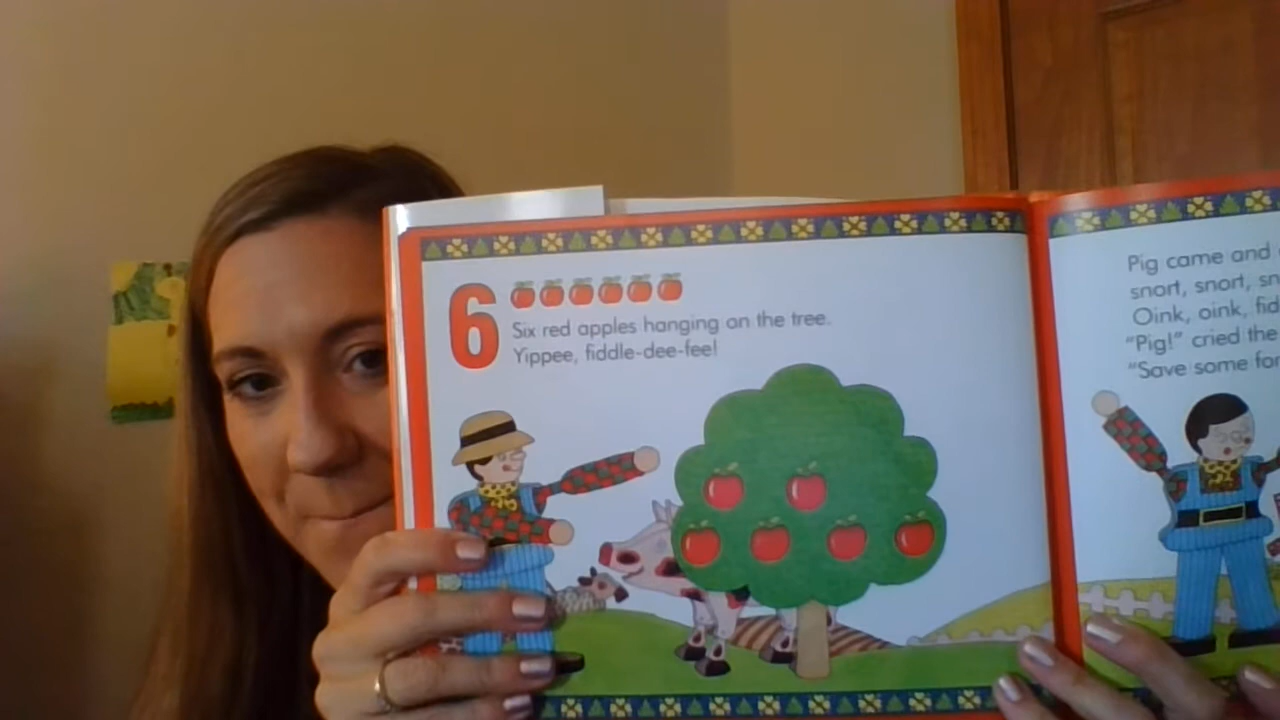 6
Six red apples hanging on the tree.
Yippee, fiddle-dee-fee!
Pig came and
snort, snort,
Oink, oink,
"Pig!" cried the
"Save some